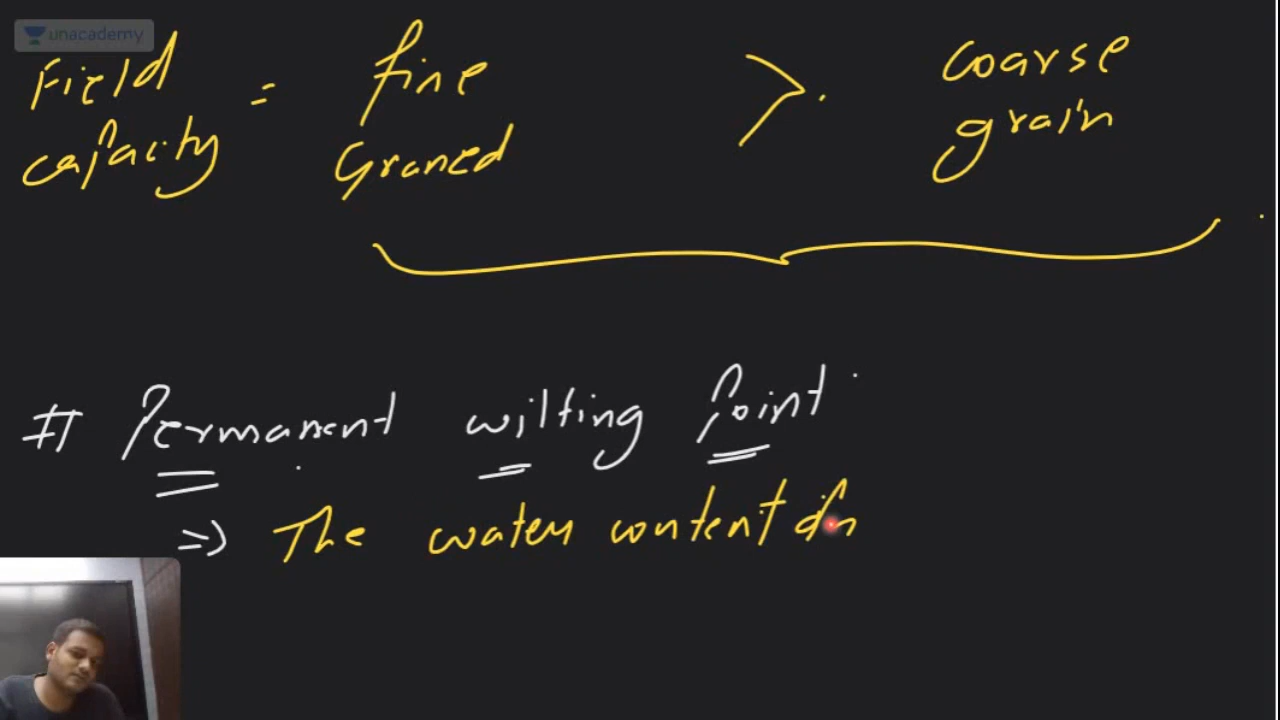 unacademy
Field = fine > . coarse
capacity Graned grain
# Permanent wilting Point
=> The water content in